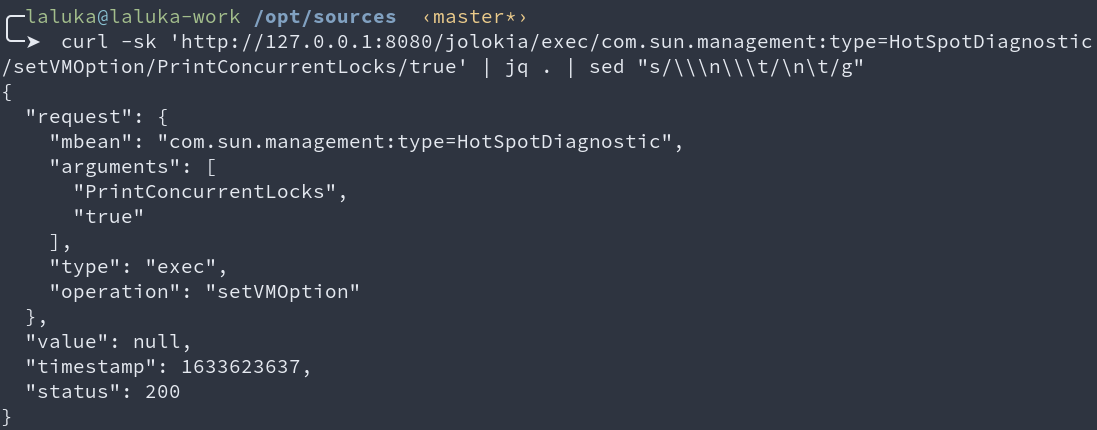 laluka@laluka-work /opt/sources ‹master*›
➤ curl -sk 'http://127.0.0.1:8080/jolokia/exec/com.sun.management:type=HotSpotDiagnostic
/setVMOption/PrintConcurrentLocks/true' | jq . | sed "s/\\\n\\\t/\n\t/g"
{
  "request": {
    "mbean": "com.sun.management:type=HotSpotDiagnostic",
    "arguments": [
      "PrintConcurrentLocks",
      "true"
    ],
    "type": "exec",
    "operation": "setVMOption"
  },
  "value": null,
  "timestamp": 1633623637,
  "status": 200
}